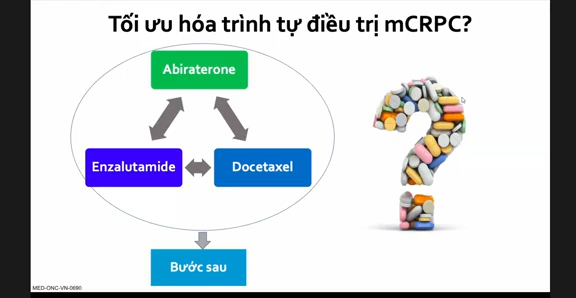 Tối ưu hóa trình tự điều trị mCRPC?
Abiraterone
Enzalutamide
Docetaxel
Bước sau
MED-ONC-VN-0690